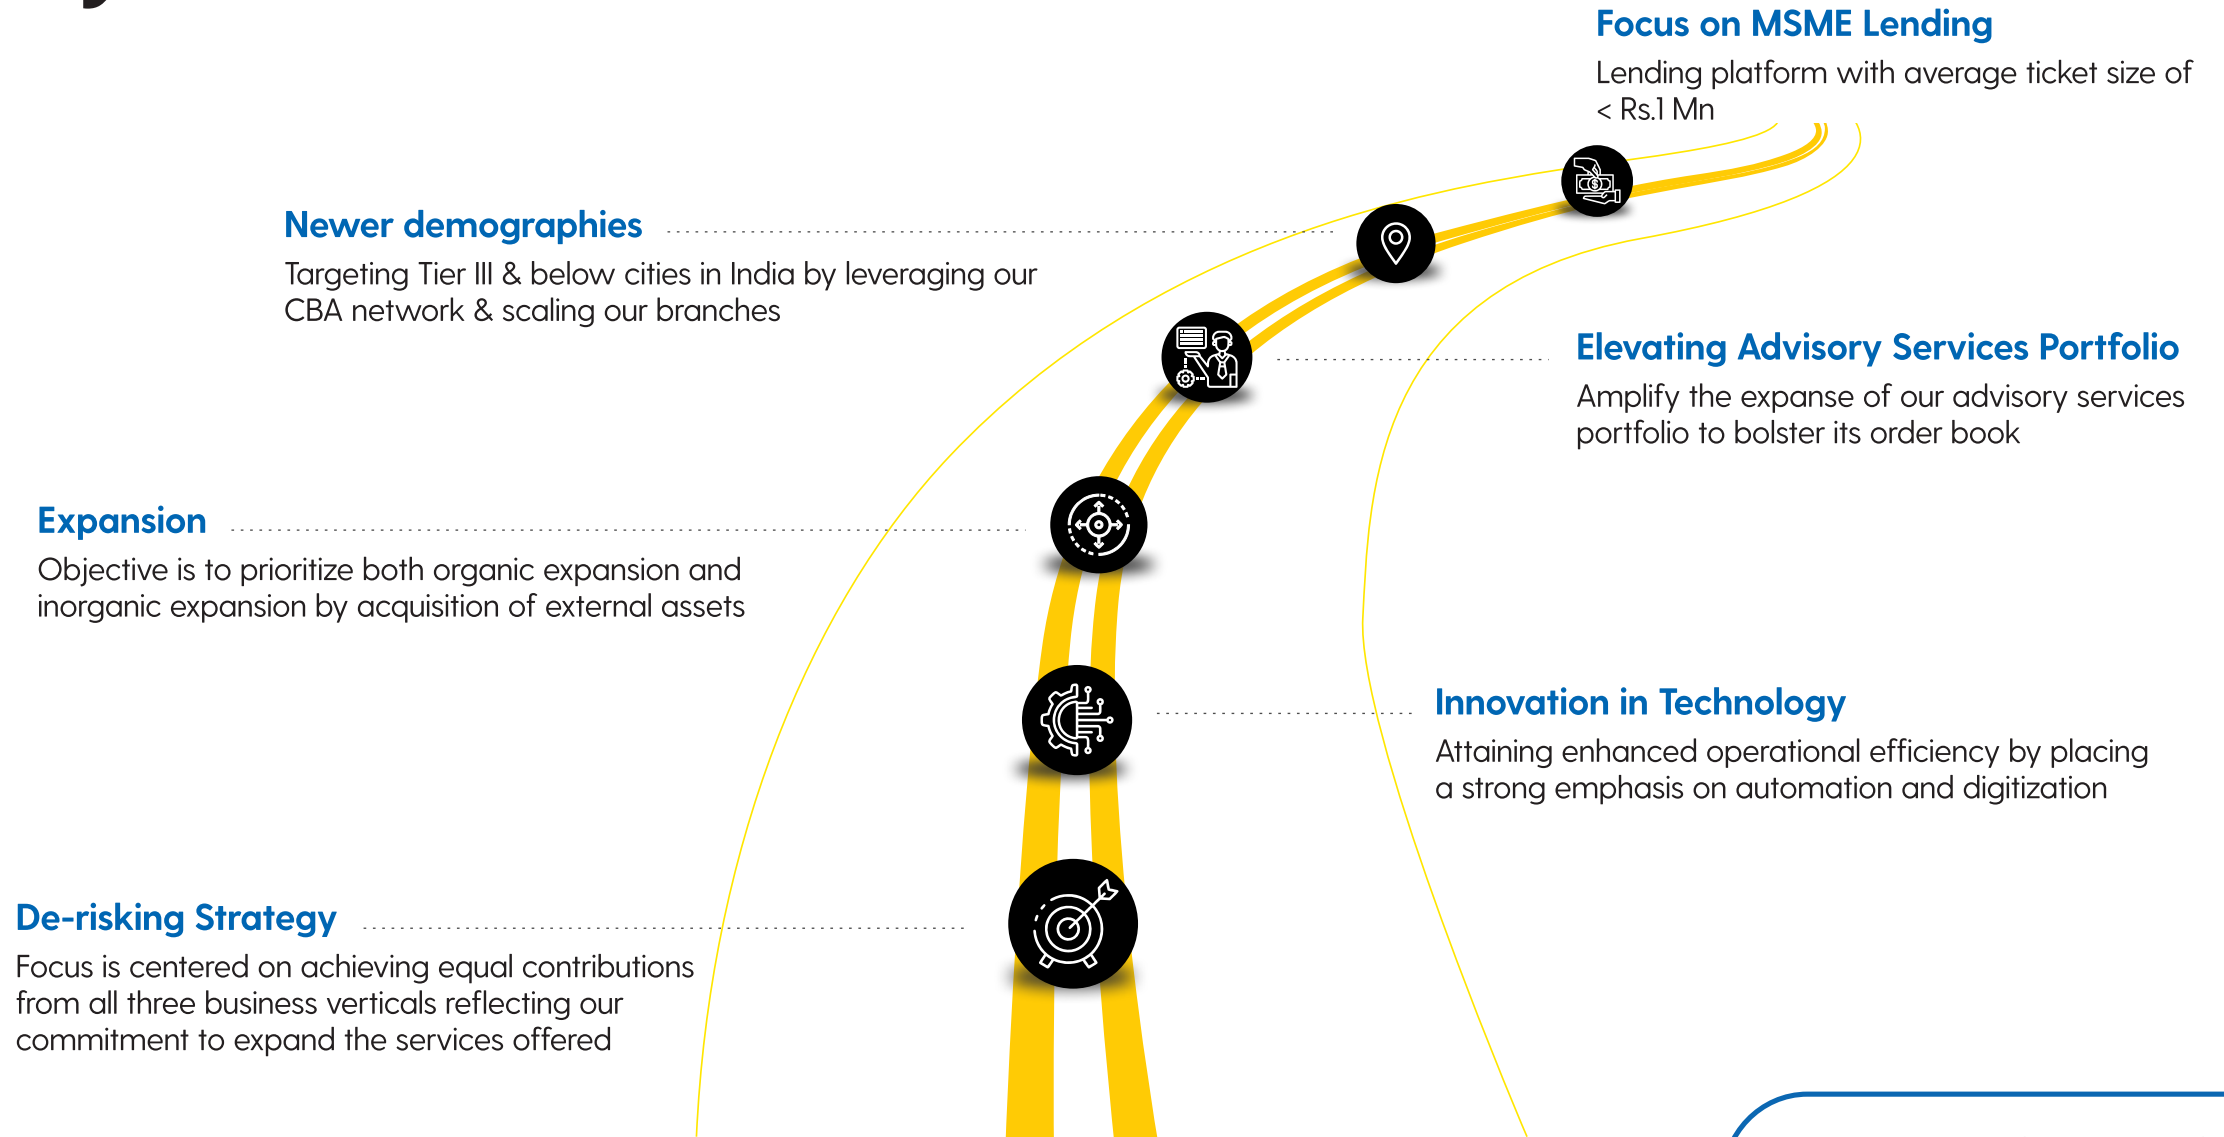 Focus on MSME Lending
Lending platform with average ticket size of
< Rs.1 Mn
Newer demographies
Targeting Tier III & below cities in India by leveraging our
CBA network & scaling our branches
Elevating Advisory Services Portfolio
Amplify the expanse of our advisory services
portfolio to bolster its order book
Expansion
Objective is to prioritize both organic expansion and
inorganic expansion by acquisition of external assets
Innovation in Technology
Attaining enhanced operational efficiency by placing
a strong emphasis on automation and digitization
De-risking Strategy
Focus is centered on achieving equal contributions
from all three business verticals reflecting our
commitment to expand the services offered